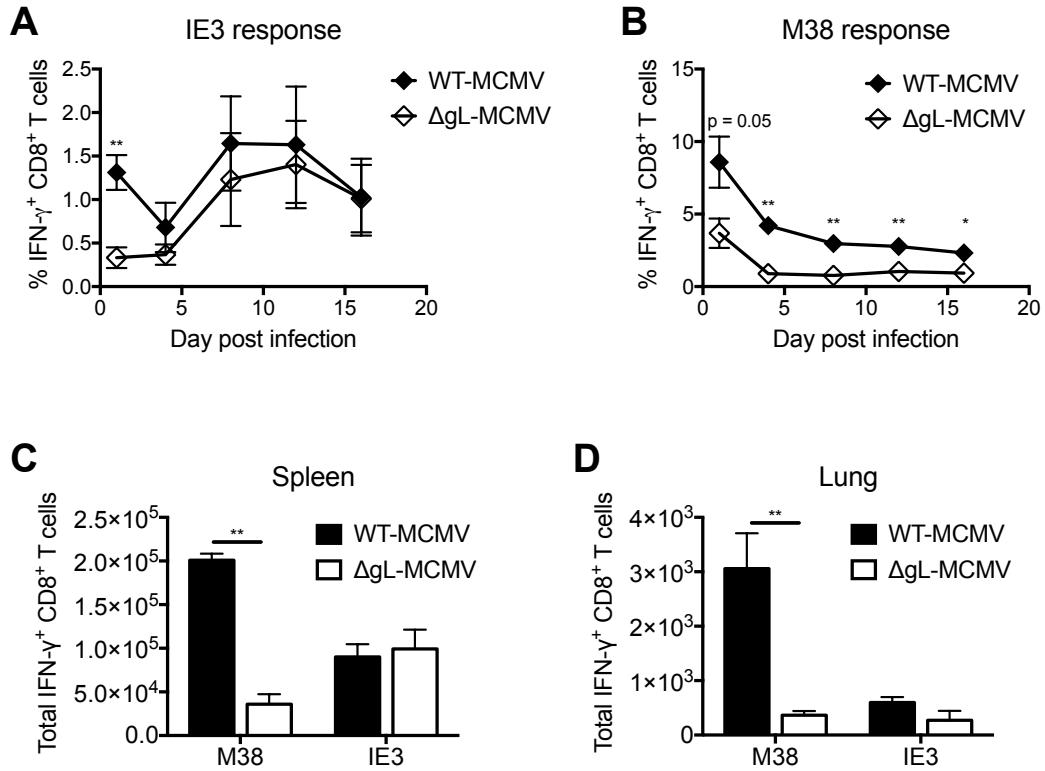 A
IE3 response
% IFN-γ⁺ CD8⁺ T cells
2.5
2.0
1.5
1.0
0.5
0.0
**
0 5 10 15 20
Day post infection
WT-MCMV
ΔgL-MCMV
B
M38 response
% IFN-γ⁺ CD8⁺ T cells
15
10
5
0
p = 0.05
** ** ** *
0 5 10 15 20
Day post infection
WT-MCMV
ΔgL-MCMV
C
Spleen
Total IFN-γ⁺ CD8⁺ T cells
2.5×10⁵
2.0×10⁵
1.5×10⁵
1.0×10⁵
5.0×10⁴
0.0
**
M38 IE3
WT-MCMV
ΔgL-MCMV
D
Lung
Total IFN-γ⁺ CD8⁺ T cells
4×10³
3×10³
2×10³
1×10³
0
**
M38 IE3
WT-MCMV
ΔgL-MCMV